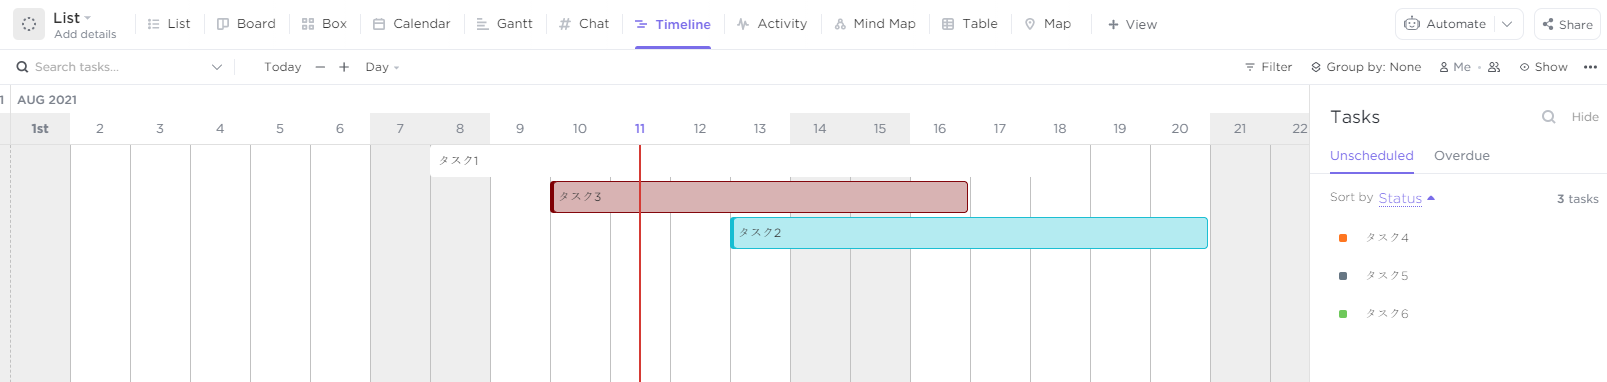 List
Add details
List Board Box Calendar Gantt Chat Timeline Activity Mind Map Table Map + View
Automate Share
Search tasks... Today − + Day
Filter Group by: None Me Show
1 AUG 2021
1st 2 3 4 5 6 7 8 9 10 11 12 13 14 15 16 17 18 19 20 21 22
タスク1
タスク3
タスク2
Tasks Hide
Unscheduled Overdue
Sort by Status 3 tasks
タスク4
タスク5
タスク6